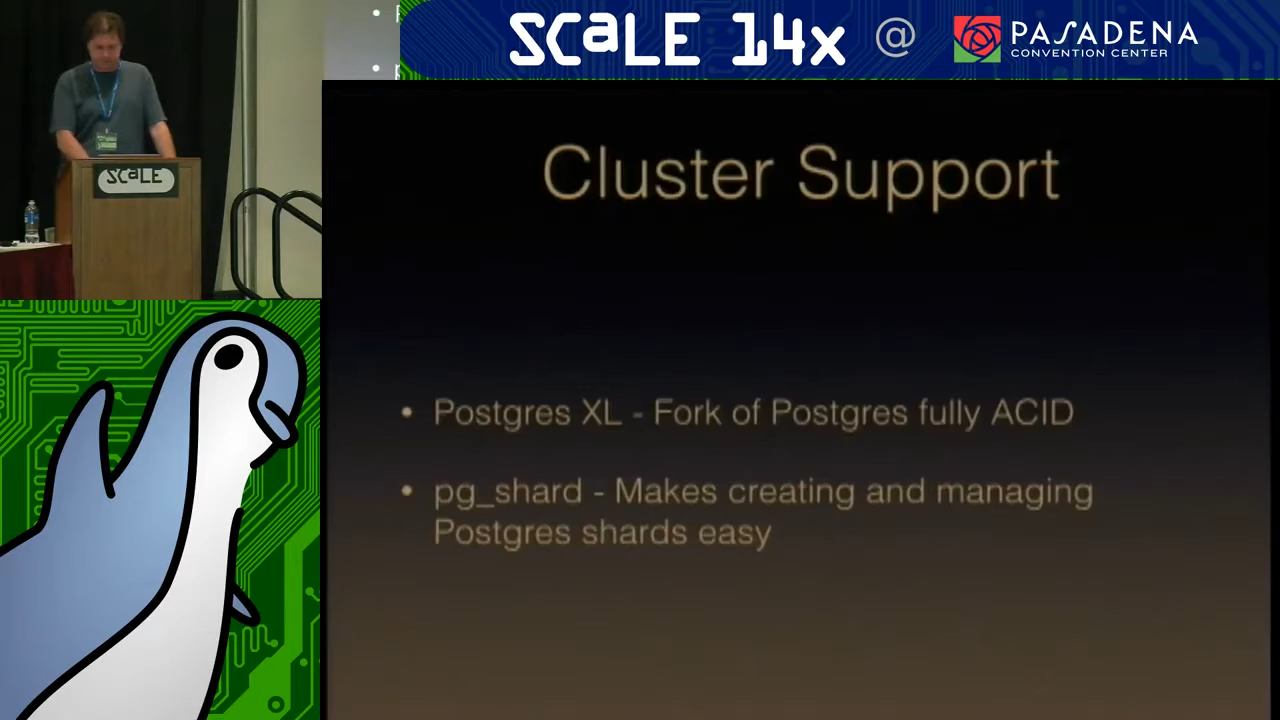 SCaLE 14x @ PASADENA
CONVENTION CENTER
SCaLE
Cluster Support
• Postgres XL - Fork of Postgres fully ACID
• pg_shard - Makes creating and managing
Postgres shards easy